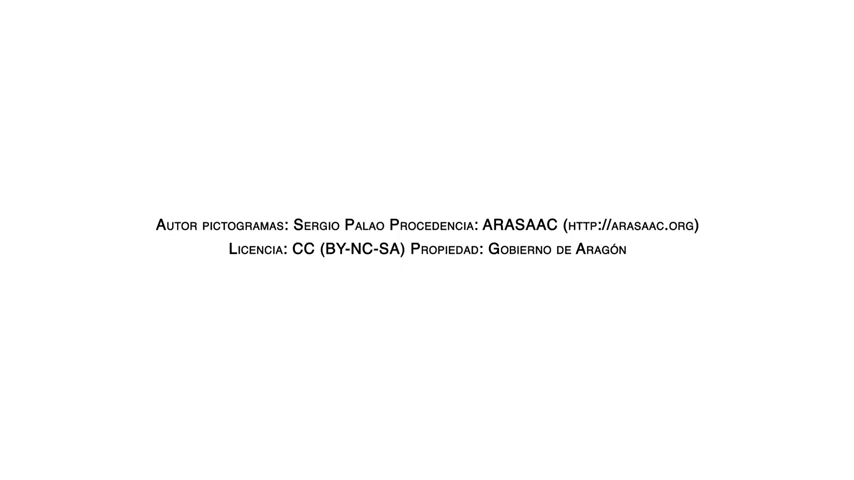 Autor pictogramas: Sergio Palao Procedencia: ARASAAC (http://arasaac.org)
Licencia: CC (BY-NC-SA) Propiedad: Gobierno de Aragón